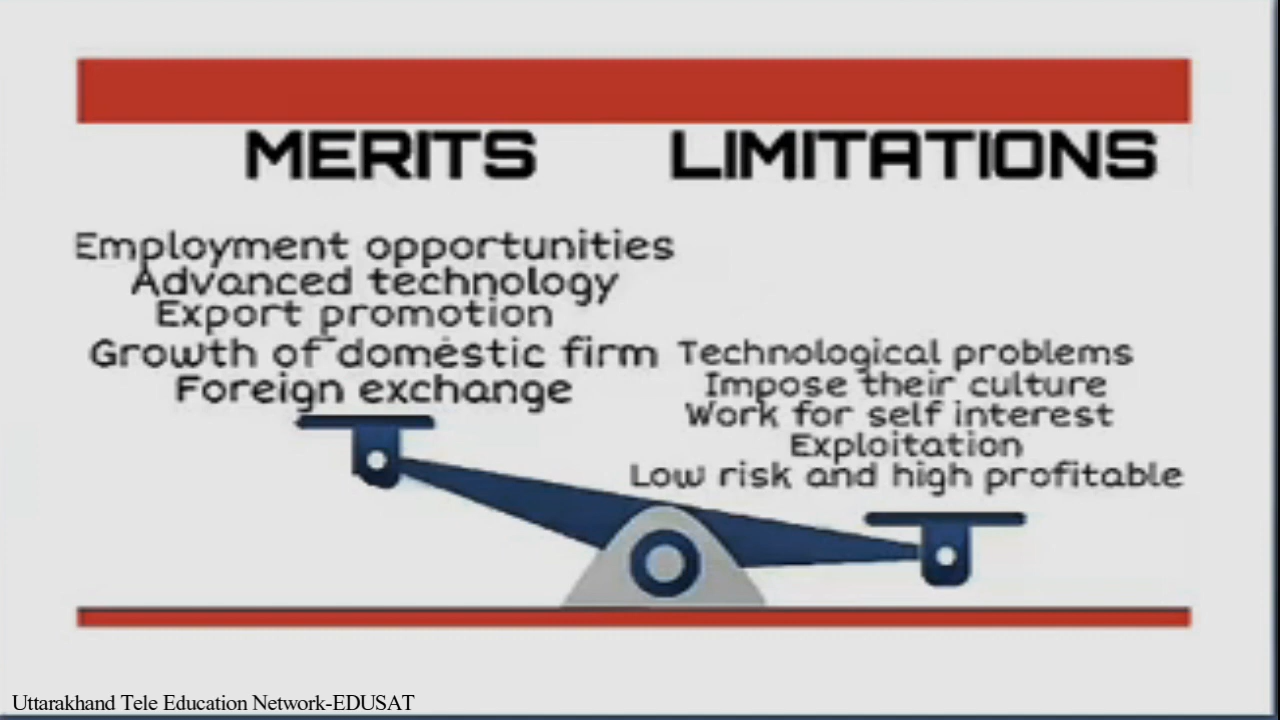 MERITS
LIMITATIONS
Employment opportunities
Advanced technology
Export promotion
Growth of domestic firm
Foreign exchange
Technological problems
Impose their culture
Work for self interest
Exploitation
Low risk and high profitable
Uttarakhand Tele Education Network-EDUSAT